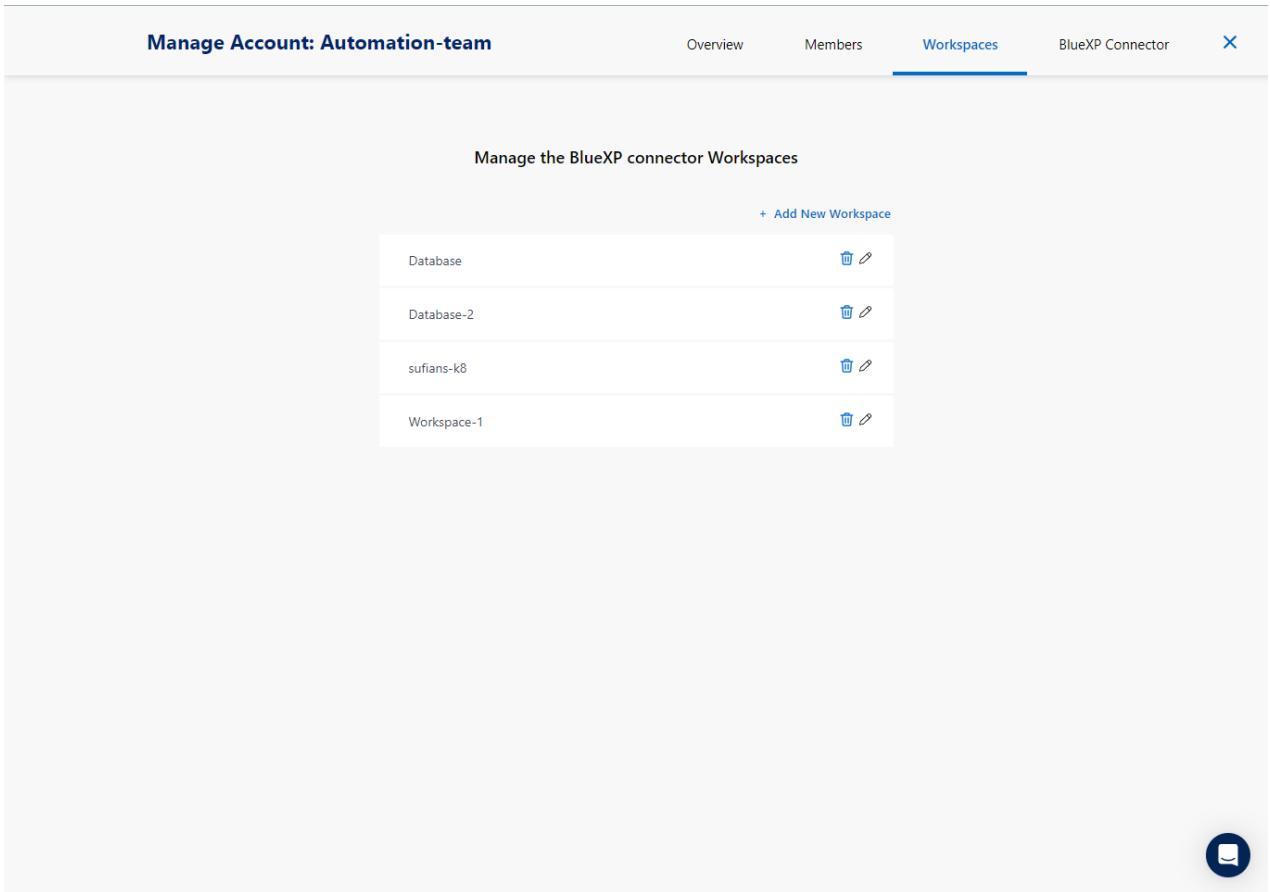 Manage Account: Automation-team
Overview
Members
Workspaces
BlueXP Connector
Manage the BlueXP connector Workspaces
+ Add New Workspace
Database
Database-2
sufians-k8
Workspace-1